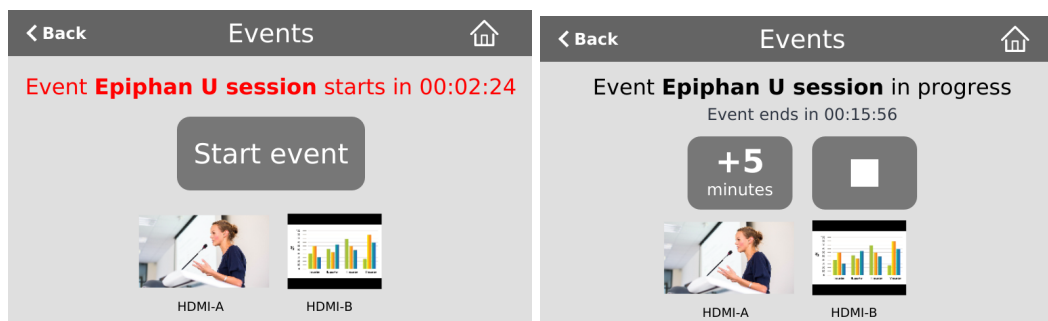 Back Events
Event Epiphan U session starts in 00:02:24
Start event
HDMI-A HDMI-B
Back Events
Event Epiphan U session in progress
Event ends in 00:15:56
+5
minutes
HDMI-A HDMI-B